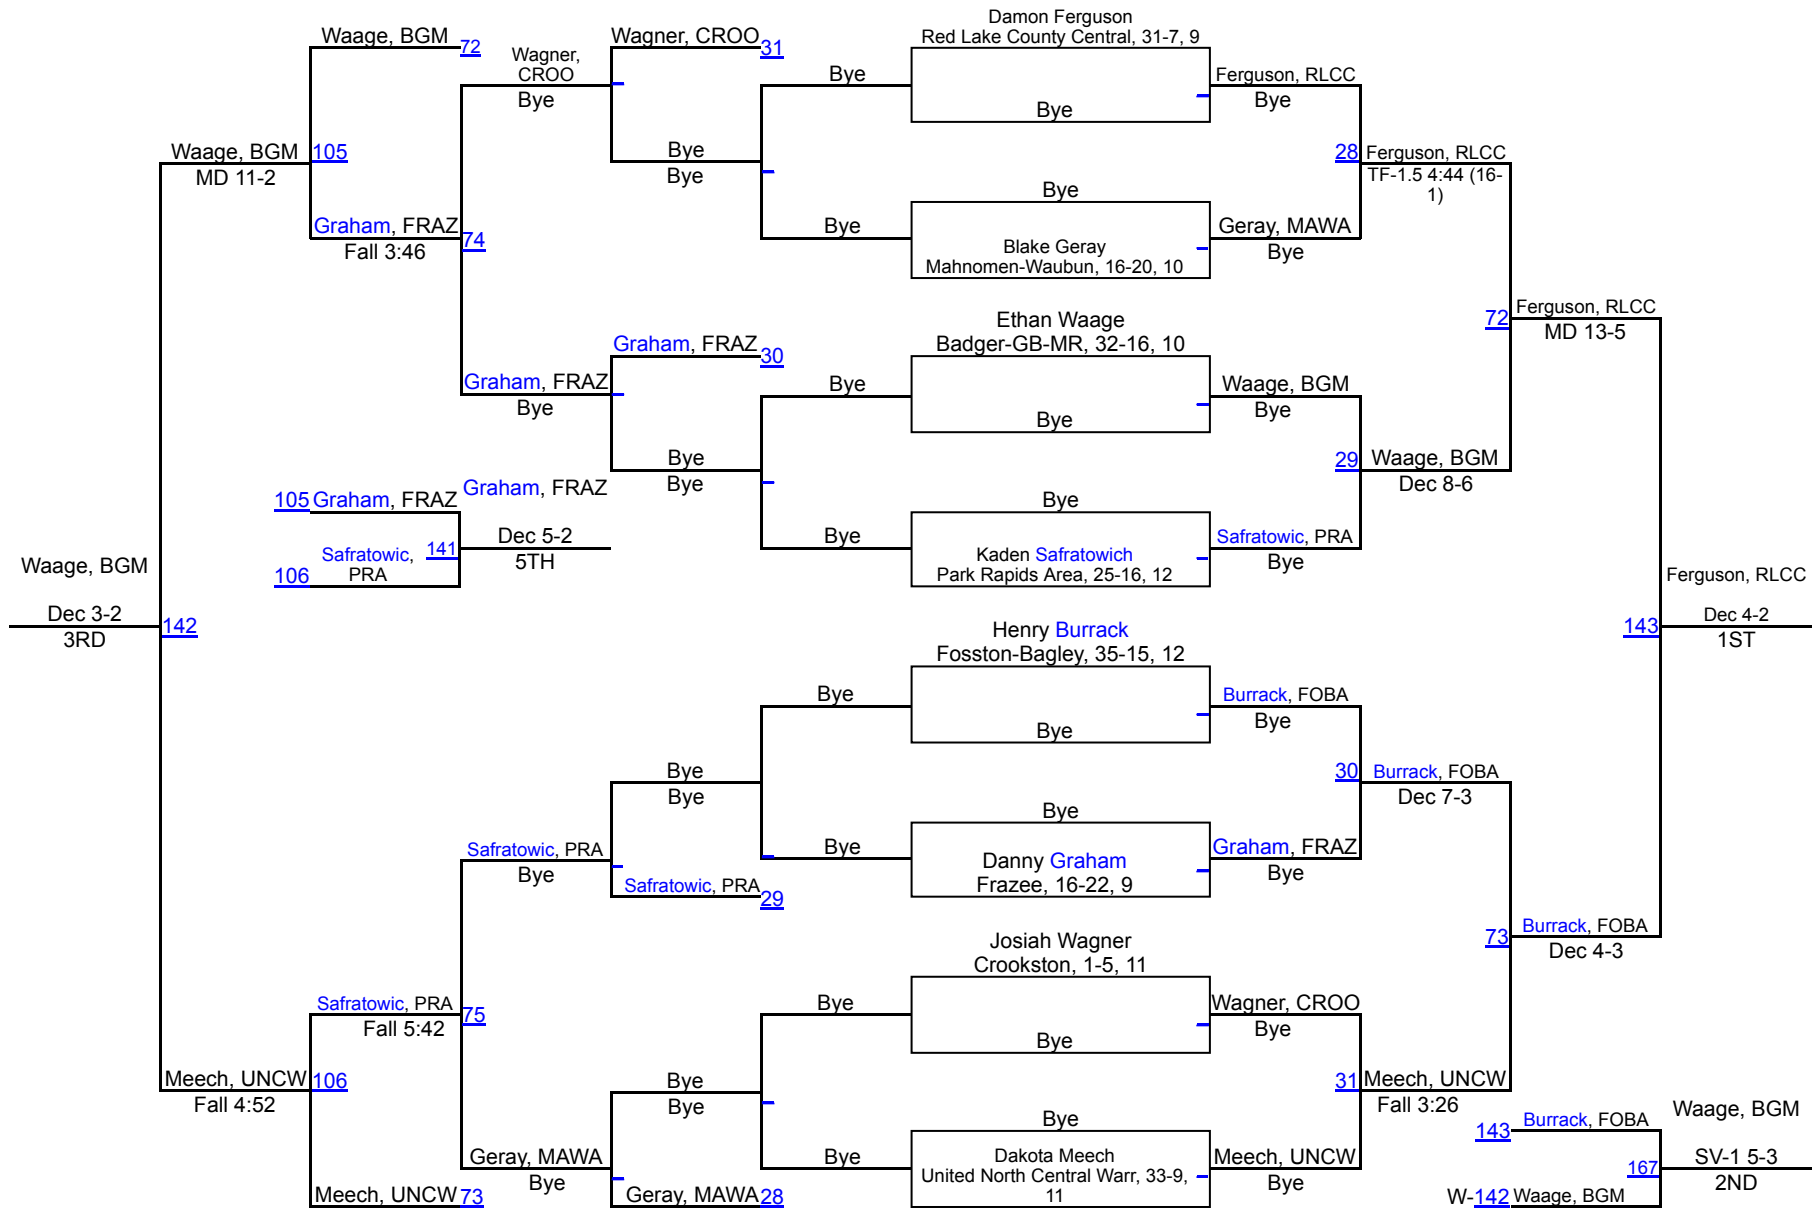 Damon Ferguson
Red Lake County Central, 31-7, 9
Waage, BGM 72
Wagner, CROO 31
Wagner,
CROO
Bye
Bye
Bye
Ferguson, RLCC
Bye
Waage, BGM 105
MD 11-2
Bye
Bye
28 Ferguson, RLCC
TF-1.5 4:44 (16-
1)
Bye
Graham, FRAZ 74
Fall 3:46
Bye
Blake Geray
Mahnomen-Waubun, 16-20, 10
Geray, MAWA
Bye
72 Ferguson, RLCC
MD 13-5
Ethan Waage
Badger-GB-MR, 32-16, 10
Graham, FRAZ 30
Graham, FRAZ
Bye
Bye
Bye
Waage, BGM
Bye
Bye
Bye
29 Waage, BGM
Dec 8-6
105 Graham, FRAZ
Graham, FRAZ
Bye
Dec 5-2
5TH
Safratowic,
PRA
141
106
Bye
Kaden Safratowich
Park Rapids Area, 25-16, 12
Safratowic, PRA
Bye
Waage, BGM
Dec 3-2
3RD
142
Ferguson, RLCC
143 Dec 4-2
1ST
Henry Burrack
Fosston-Bagley, 35-15, 12
Bye
Bye
Burrack, FOBA
Bye
Bye
Bye
30 Burrack, FOBA
Dec 7-3
Bye
Safratowic, PRA
Bye
Bye
Danny Graham
Frazee, 16-22, 9
Graham, FRAZ
Bye
Safratowic, PRA 29
73 Burrack, FOBA
Dec 4-3
Josiah Wagner
Crookston, 1-5, 11
Safratowic, PRA 75
Fall 5:42
Bye
Bye
Wagner, CROO
Bye
Meech, UNCW 106
Fall 4:52
Bye
Bye
31 Meech, UNCW
Fall 3:26
Bye
Geray, MAWA
Bye
Bye
Dakota Meech
United North Central Warr, 33-9,
11
Meech, UNCW
Bye
Meech, UNCW 73
Geray, MAWA 28
143 Burrack, FOBA
Waage, BGM
167 SV-1 5-3
2ND
W-142 Waage, BGM